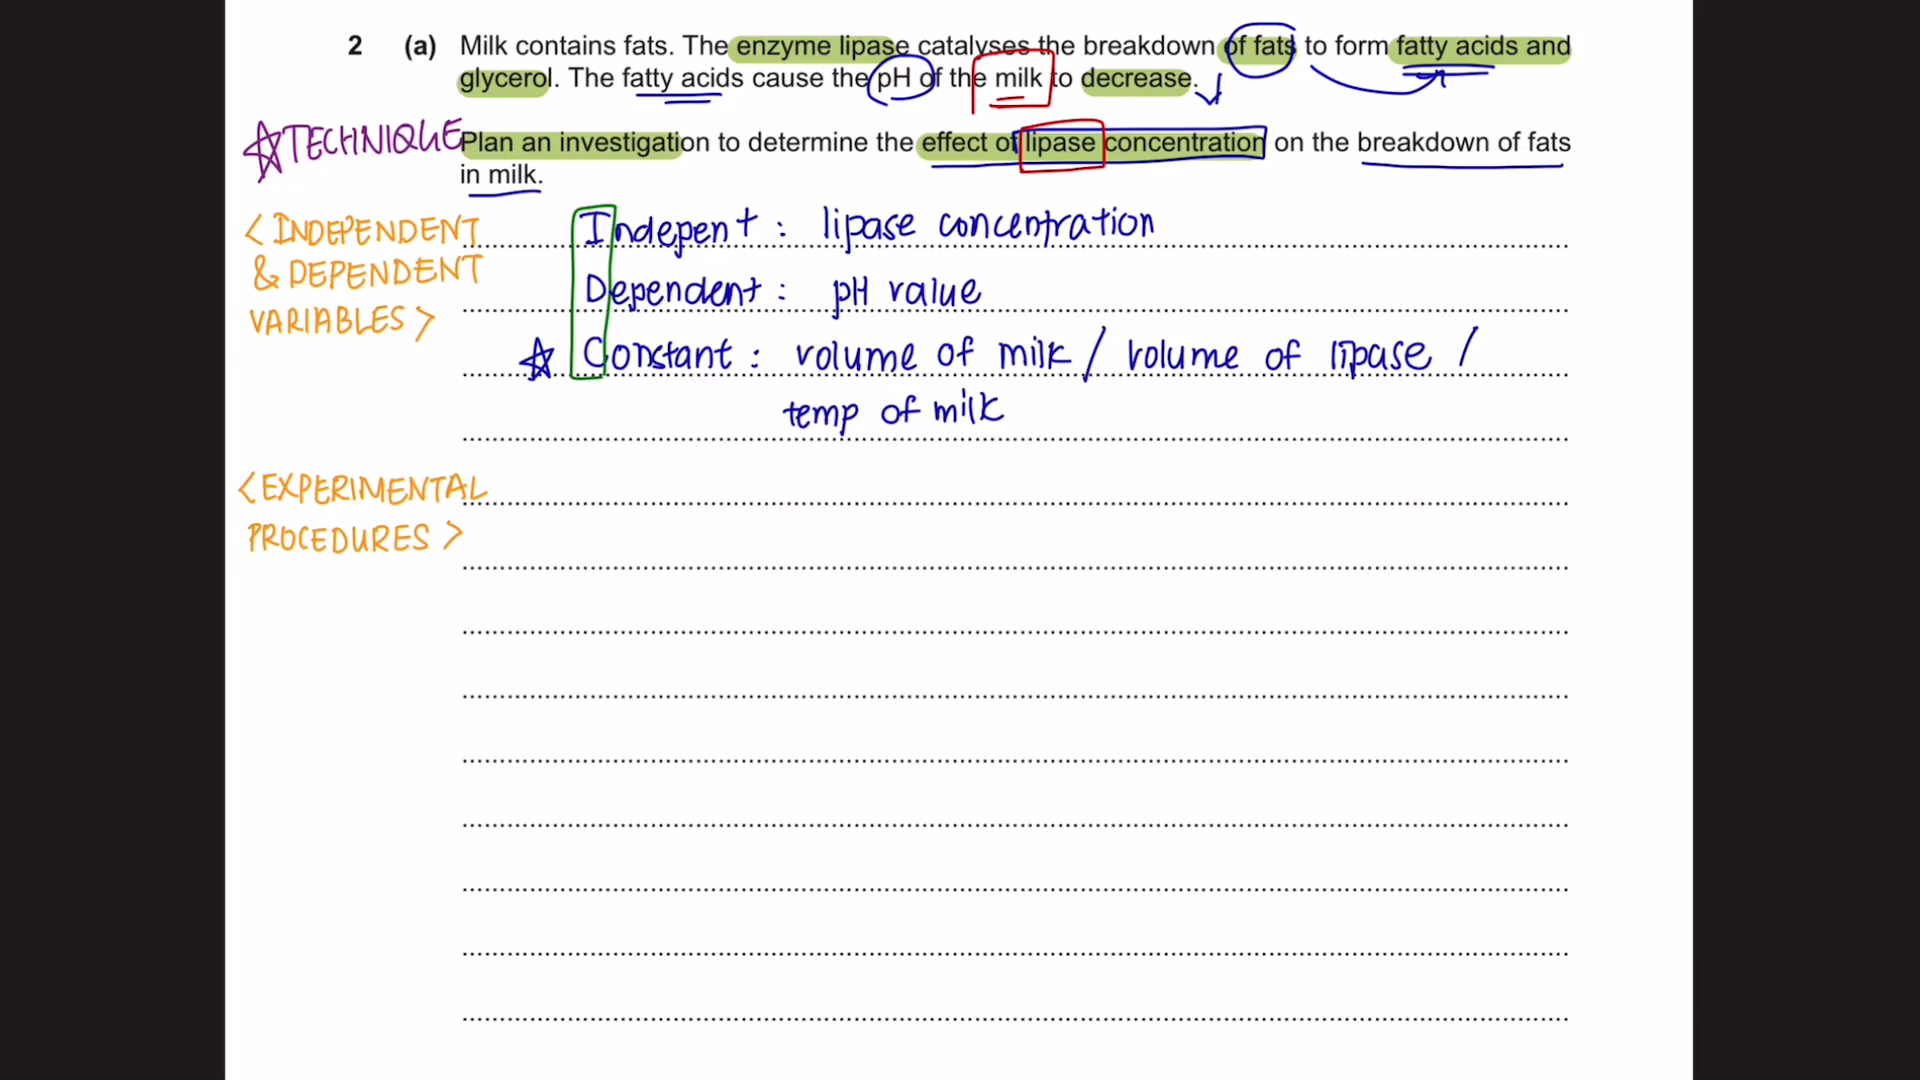 2 (a) Milk contains fats. The enzyme lipase catalyses the breakdown of fats to form fatty acids and
glycerol. The fatty acids cause the pH of the milk to decrease.
☆TECHNIQUE Plan an investigation to determine the effect of lipase concentration on the breakdown of fats
in milk.
<INDEPENDENT
& DEPENDENT
VARIABLES>
Indepent : lipase concentration
Dependent : pH value
☆ Constant : volume of milk / volume of lipase /
temp of milk
<EXPERIMENTAL
PROCEDURES>